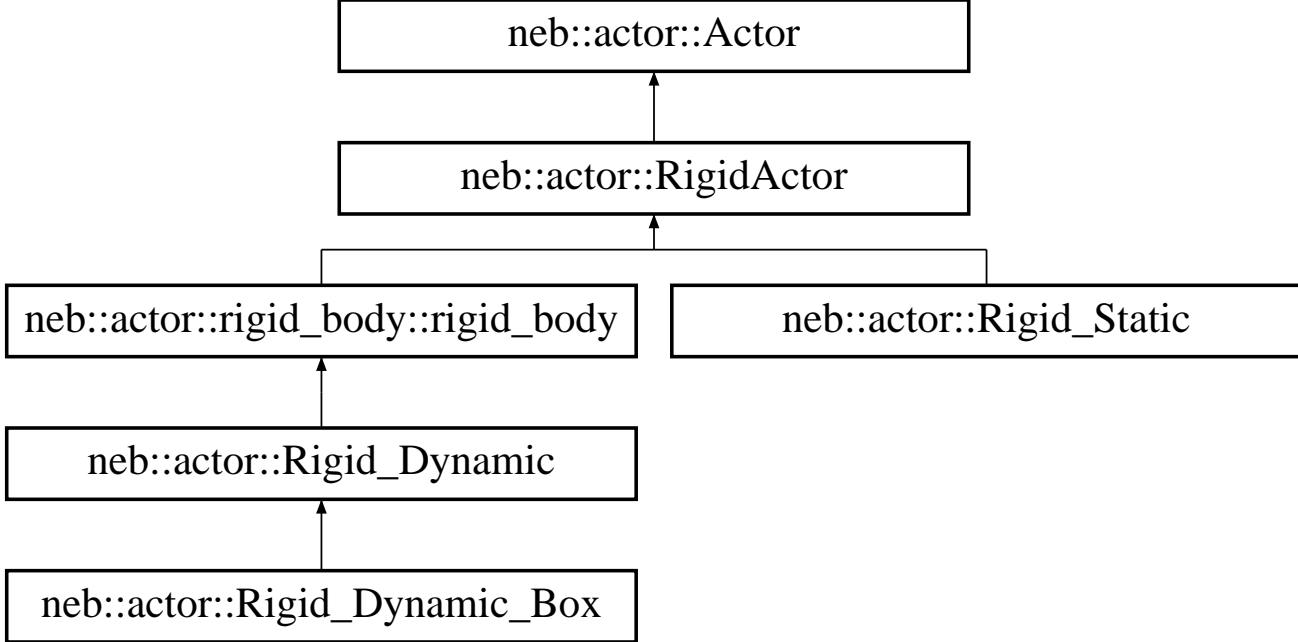 neb::actor::Actor
neb::actor::RigidActor
neb::actor::rigid_body::rigid_body
neb::actor::Rigid_Static
neb::actor::Rigid_Dynamic
neb::actor::Rigid_Dynamic_Box